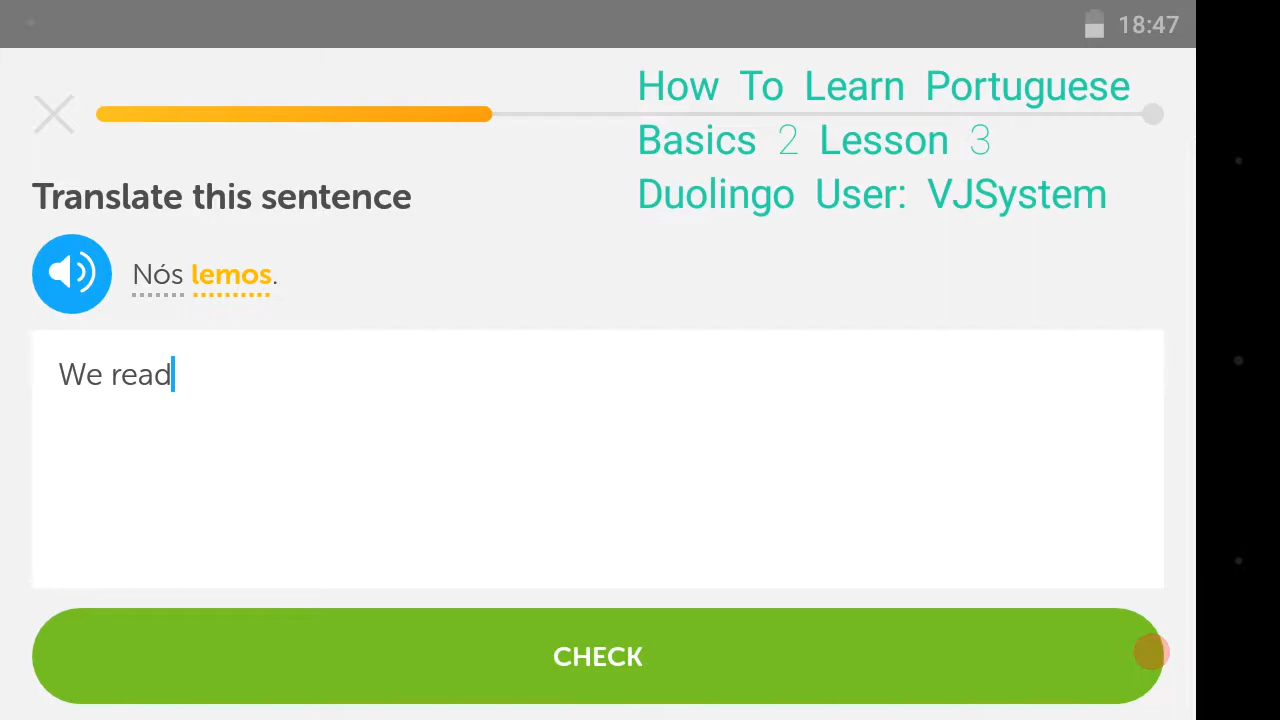 18:47
How To Learn Portuguese
Basics 2 Lesson 3
Duolingo User: VJSystem
Translate this sentence
Nós lemos.
We read
CHECK